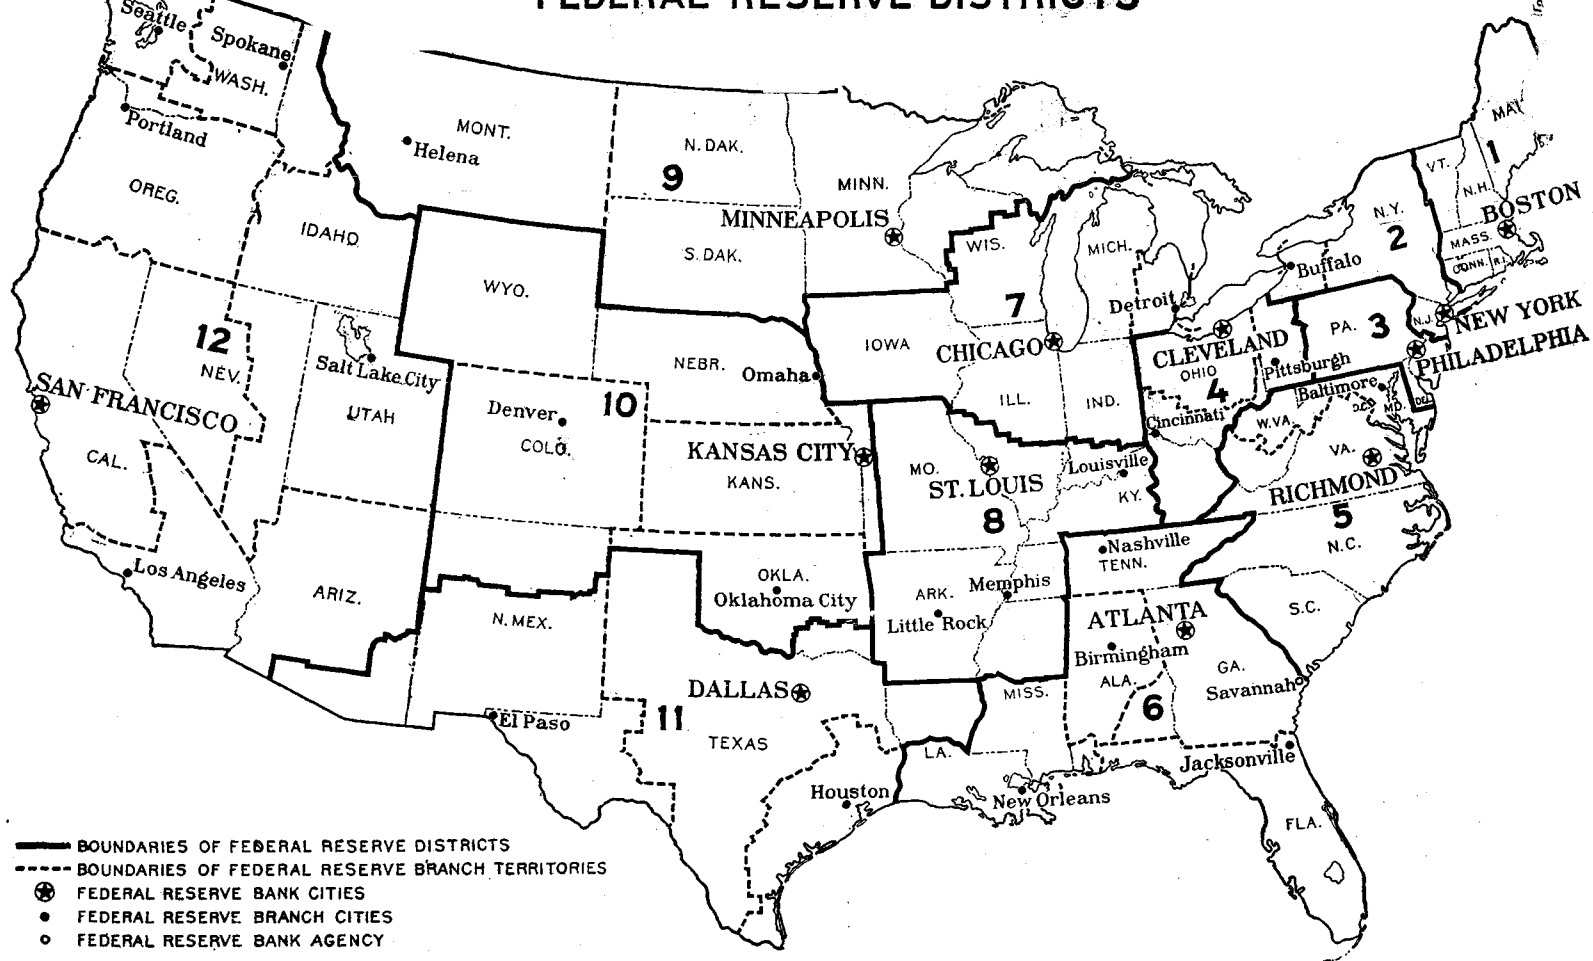 FEDERAL RESERVE DISTRICTS
Seattle
Spokane
WASH.
Portland
OREG.
IDAHO
MONT.
Helena
N. DAK.
9
MINN.
MINNEAPOLIS
S. DAK.
WYO.
WIS.
MICH.
7
Detroit
IOWA
CHICAGO
ILL.
IND.
NEBR.
Omaha
12
NEV.
Salt Lake City
UTAH
SAN FRANCISCO
CAL.
Los Angeles
ARIZ.
Denver
10
COLO.
KANSAS CITY
KANS.
MO.
ST. LOUIS
8
Louisville
KY.
CLEVELAND
OHIO
4
Cincinnati
Pittsburgh
Buffalo
N.Y.
2
VT.
N.H.
1
BOSTON
MASS.
CONN.
R.I.
NEW YORK
N.J.
PA.
3
PHILADELPHIA
Baltimore
D.C.
MD.
DEL.
W.VA.
VA.
RICHMOND
5
N.C.
S.C.
Nashville
TENN.
Memphis
ARK.
Little Rock
OKLA.
Oklahoma City
N. MEX.
El Paso
DALLAS
11
TEXAS
Houston
LA.
New Orleans
MISS.
ATLANTA
Birmingham
ALA.
6
GA.
Savannah
Jacksonville
FLA.
BOUNDARIES OF FEDERAL RESERVE DISTRICTS
BOUNDARIES OF FEDERAL RESERVE BRANCH TERRITORIES
FEDERAL RESERVE BANK CITIES
FEDERAL RESERVE BRANCH CITIES
FEDERAL RESERVE BANK AGENCY